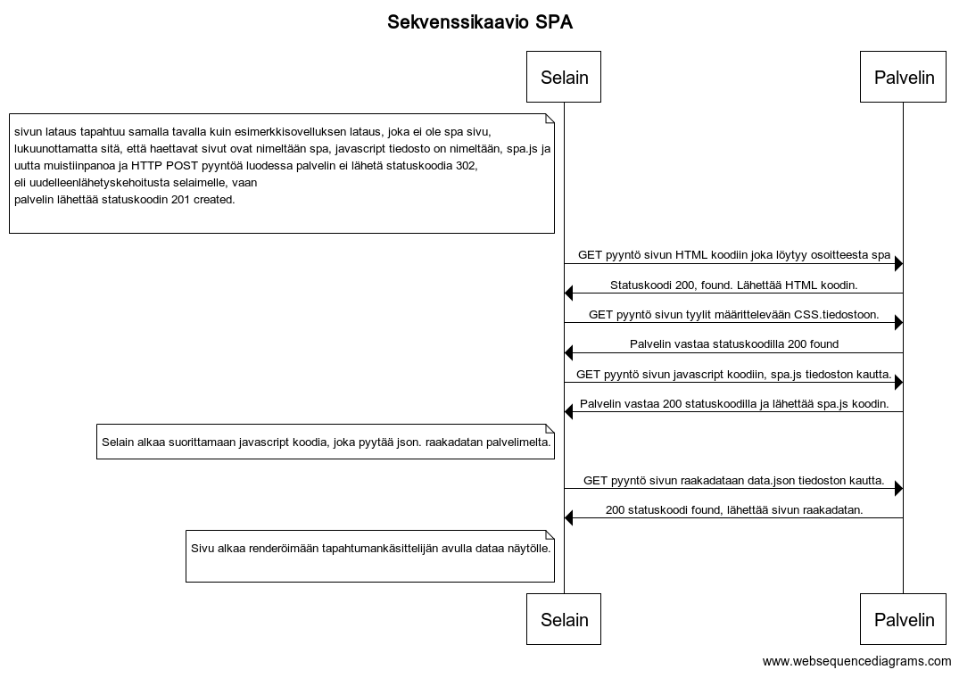 Sekvenssikaavio SPA
Selain
Palvelin
sivun lataus tapahtuu samalla tavalla kuin esimerkkisovelluksen lataus, joka ei ole spa sivu,
lukuunottamatta sitä, että haettavat sivut ovat nimeltään spa, javascript tiedosto on nimeltään, spa.js ja
uutta muistiinpanoa ja HTTP POST pyyntöä luodessa palvelin ei lähetä statuskoodia 302,
eli uudelleenlähetyskehoitusta selaimelle, vaan
palvelin lähettää statuskoodin 201 created.
GET pyyntö sivun HTML koodiin joka löytyy osoitteesta spa
Statuskoodi 200, found. Lähettää HTML koodin.
GET pyyntö sivun tyylit määrittelevään CSS.tiedostoon.
Palvelin vastaa statuskoodilla 200 found
GET pyyntö sivun javascript koodiin, spa.js tiedoston kautta.
Palvelin vastaa 200 statuskoodilla ja lähettää spa.js koodin.
Selain alkaa suorittamaan javascript koodia, joka pyytää json. raakadatan palvelimelta.
GET pyyntö sivun raakadataan data.json tiedoston kautta.
200 statuskoodi found, lähettää sivun raakadatan.
Sivu alkaa renderöimään tapahtumankäsittelijän avulla dataa näytölle.
Selain
Palvelin
www.websequencediagrams.com